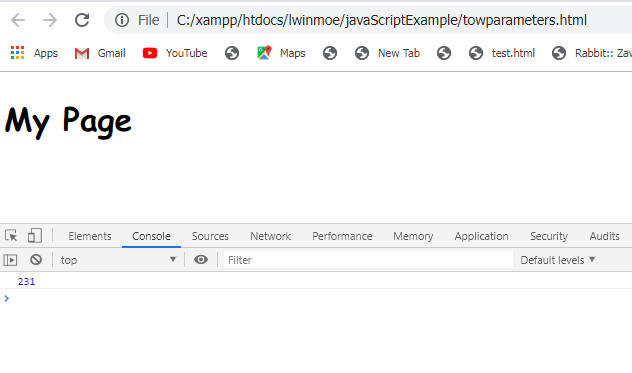 File C:/xampp/htdocs/lwinmoe/javaScriptExample/towparameters.html
Apps Gmail YouTube Maps New Tab test.html Rabbit:: Zaw
My Page
Elements Console Sources Network Performance Memory Application Security Audits
top Filter Default levels
231